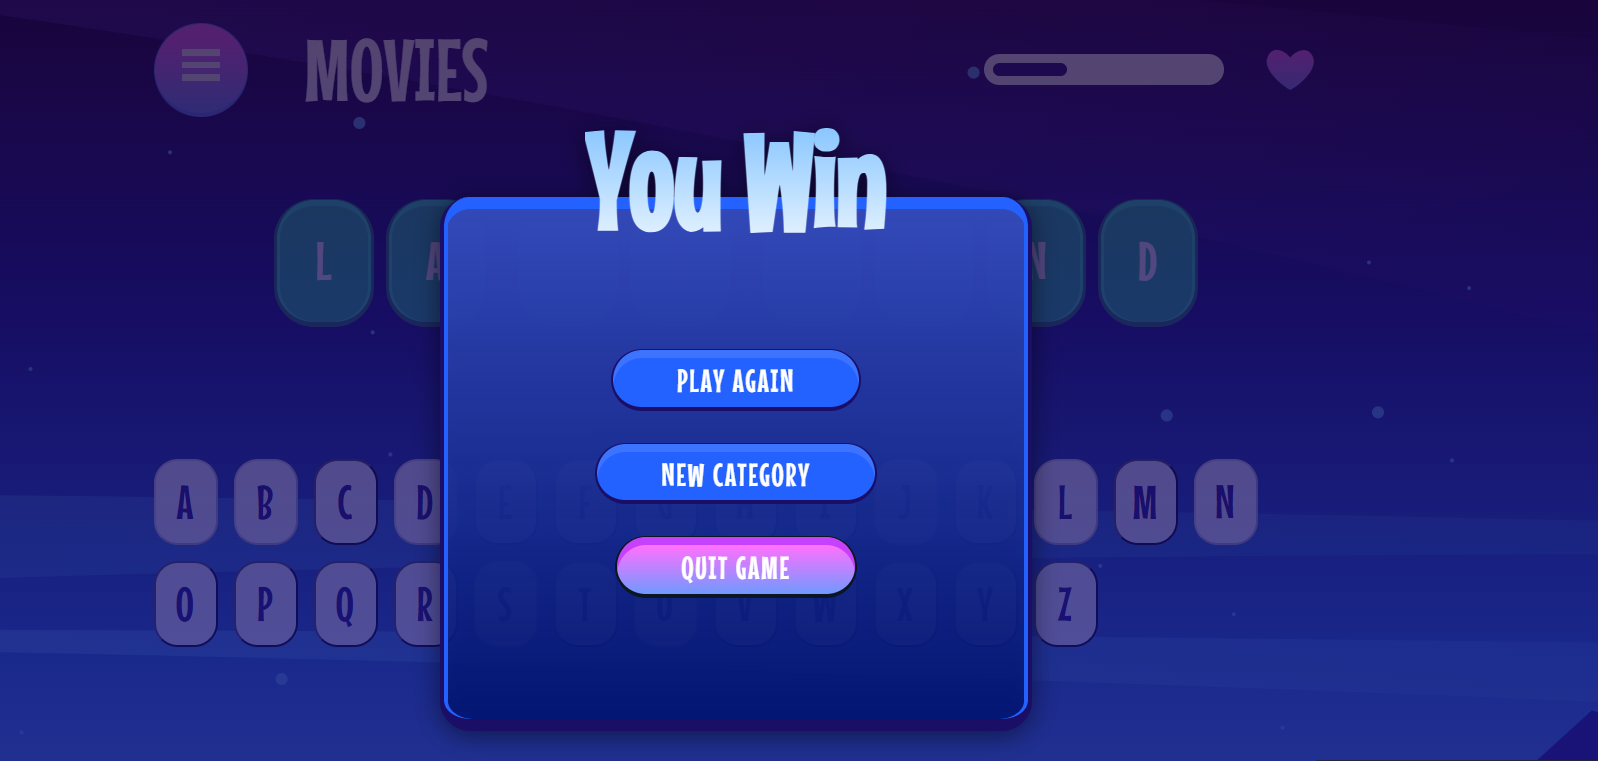 MOVIES
You Win
L A N D
PLAY AGAIN
NEW CATEGORY
A B C D E F G H I J K L M N
QUIT GAME
O P Q R S T U V W X Y Z